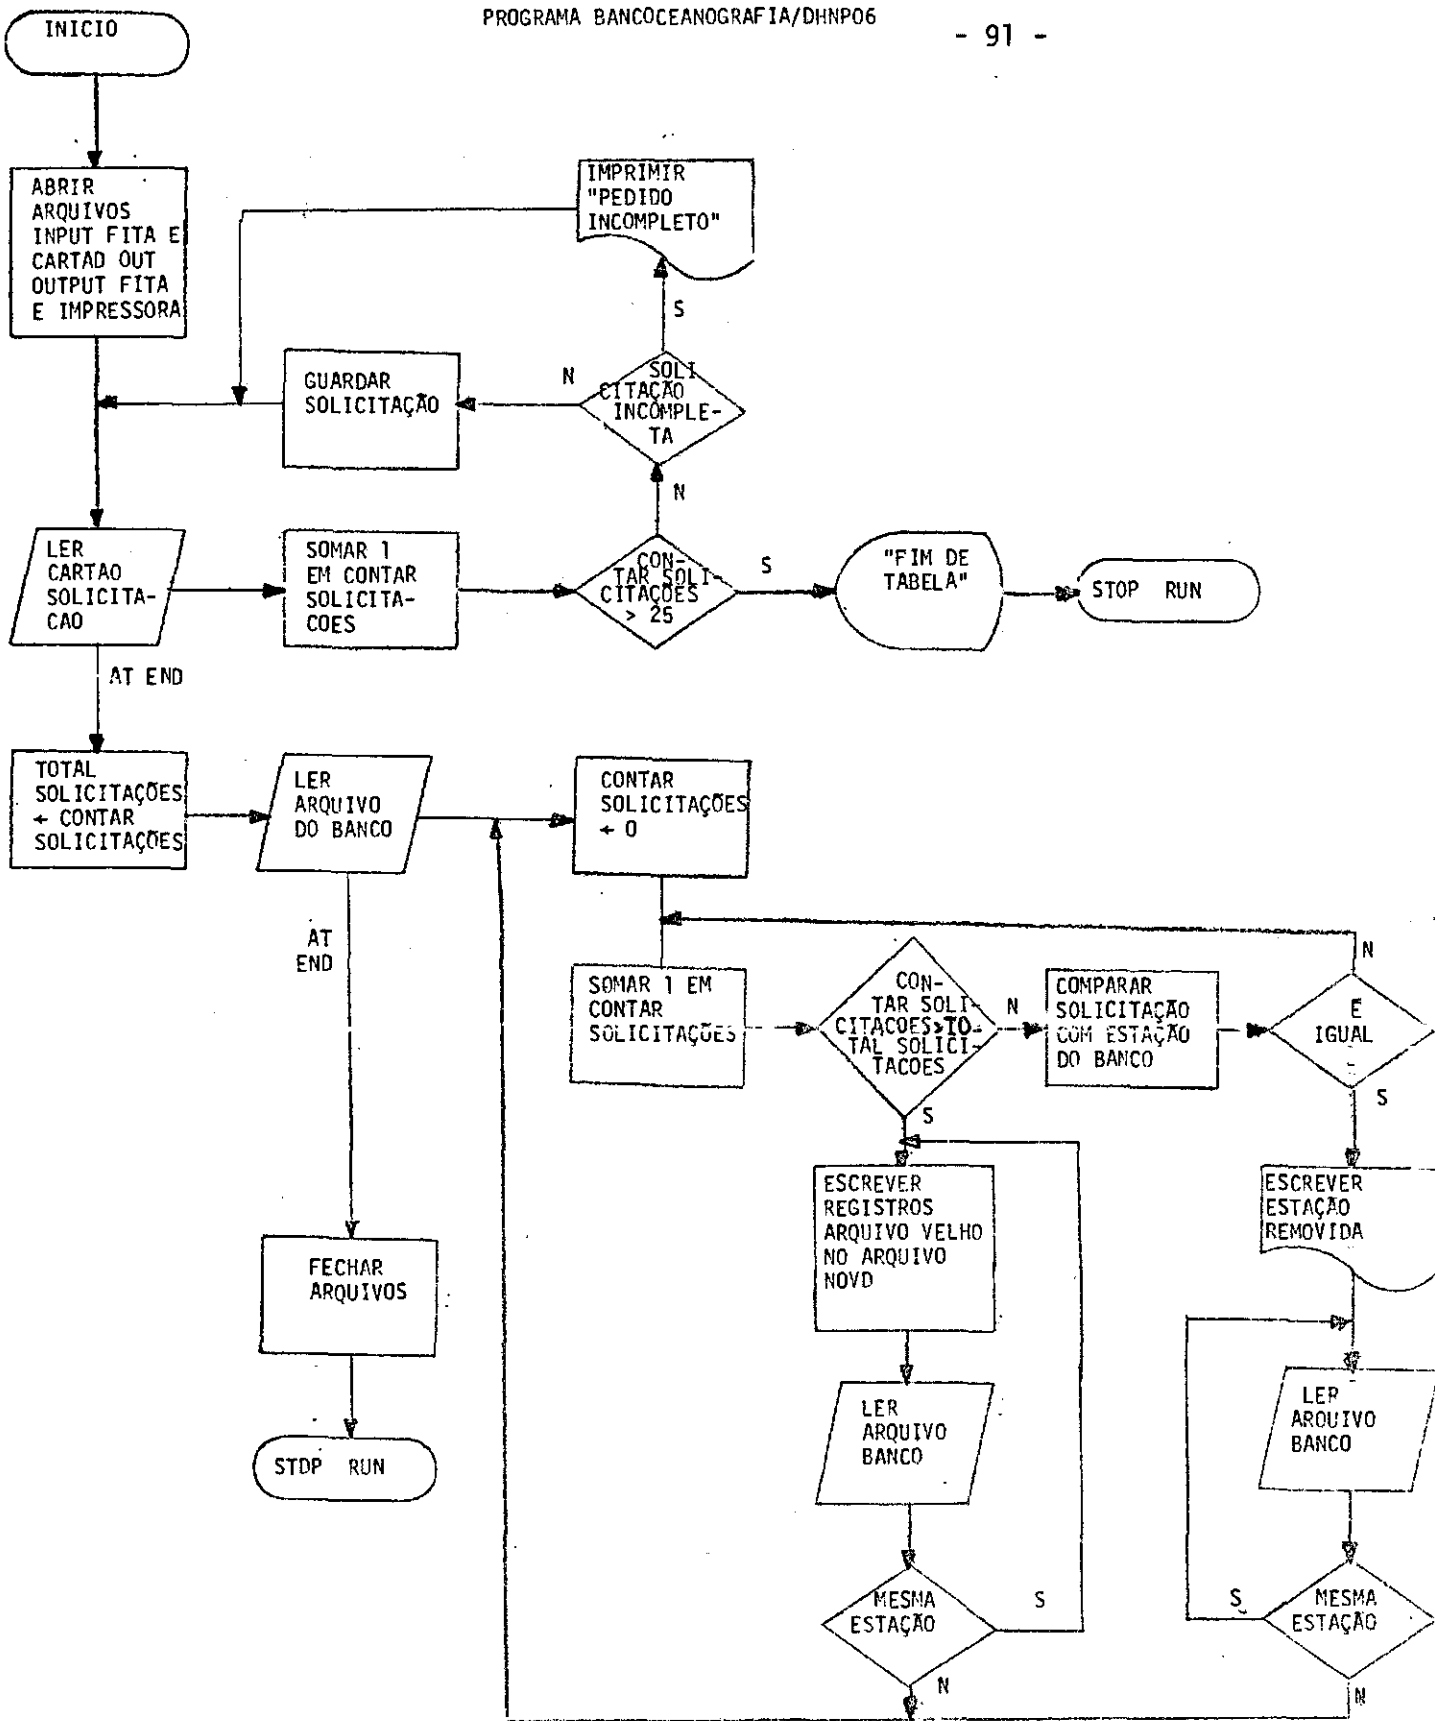 PROGRAMA BANCOCEANOGRAFIA/DHNP06
- 91 -
INICIO
ABRIR
ARQUIVOS
INPUT FITA E
CARTAD OUT
OUTPUT FITA
E IMPRESSORA
IMPRIMIR
"PEDIDO
INCOMPLETO"
S
GUARDAR
SOLICITAÇÃO
N
SOLI
CITAÇÃO
INCOMPLE-
TA
N
LER
CARTAO
SOLICITA-
CAO
SOMAR 1
EM CONTAR
SOLICITA-
COES
CON-
TAR SOLI-
CITAÇOES
> 25
S
"FIM DE
TABELA"
STOP RUN
AT END
TOTAL
SOLICITAÇÕES
← CONTAR
SOLICITAÇÕES
LER
ARQUIVO
DO BANCO
CONTAR
SOLICITAÇÕES
← 0
AT
END
N
SOMAR 1 EM
CONTAR
SOLICITAÇÕES
CON-
TAR SOLI-
CITACOES>TO-
TAL SOLICI-
TACOES
N
COMPARAR
SOLICITAÇÃO
COM ESTAÇÃO
DO BANCO
E
IGUAL
S
S
ESCREVER
REGISTROS
ARQUIVO VELHO
NO ARQUIVO
NOVD
ESCREVER
ESTAÇÃO
REMOVIDA
FECHAR
ARQUIVOS
LER
ARQUIVO
BANCO
LER
ARQUIVO
BANCO
STDP RUN
MESMA
ESTAÇÃO
S
S
MESMA
ESTAÇÃO
N
N